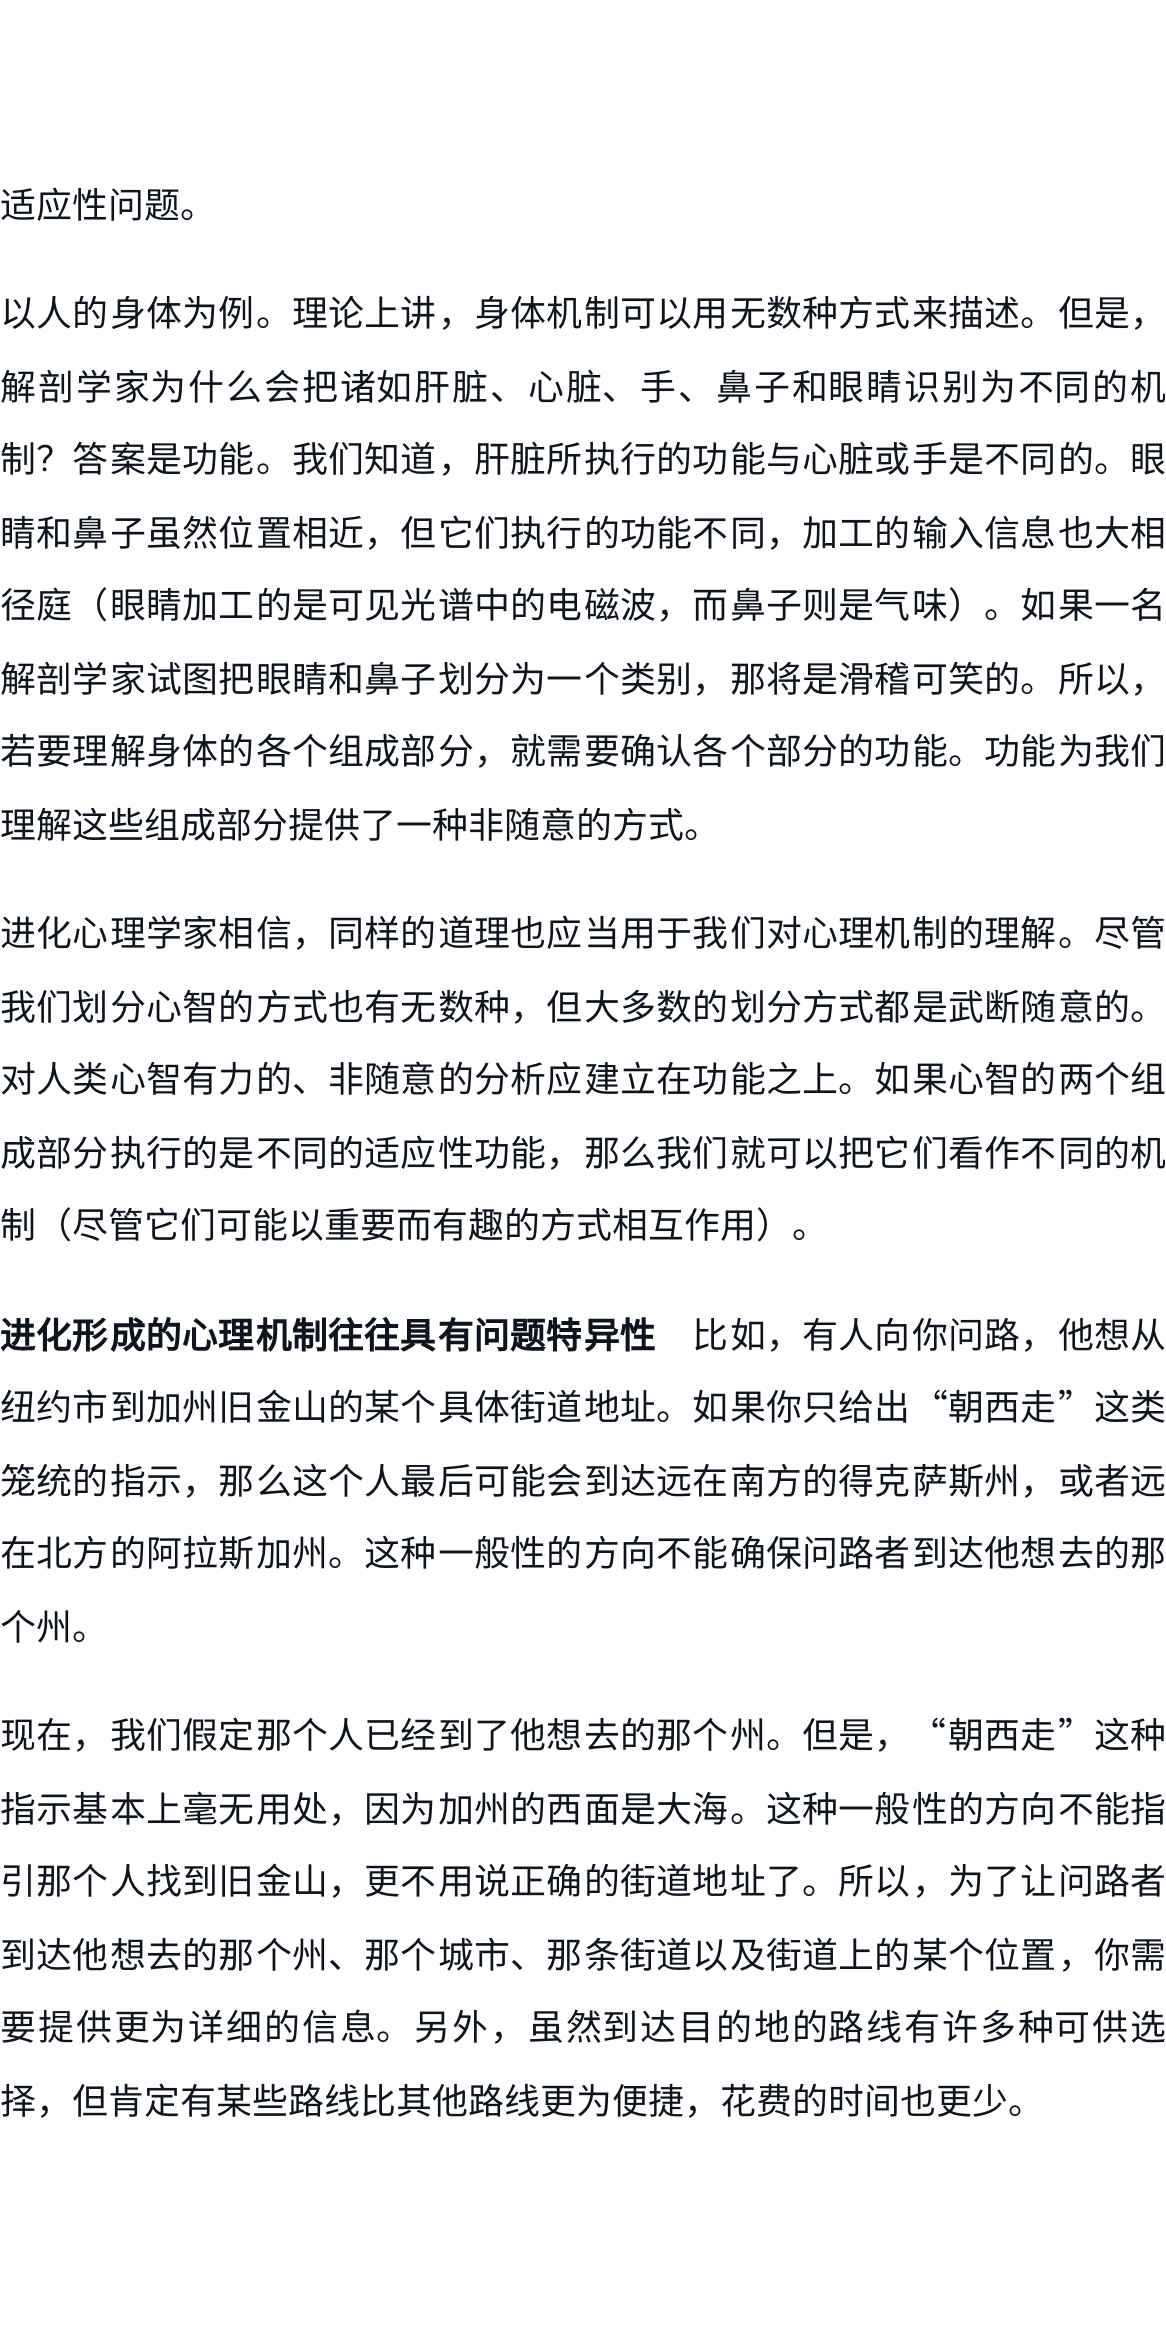 适应性问题。
以人的身体为例。理论上讲，身体机制可以用无数种方式来描述。但是，
解剖学家为什么会把诸如肝脏、心脏、手、鼻子和眼睛识别为不同的机
制？答案是功能。我们知道，肝脏所执行的功能与心脏或手是不同的。眼
睛和鼻子虽然位置相近，但它们执行的功能不同，加工的输入信息也大相
径庭（眼睛加工的是可见光谱中的电磁波，而鼻子则是气味）。如果一名
解剖学家试图把眼睛和鼻子划分为一个类别，那将是滑稽可笑的。所以，
若要理解身体的各个组成部分，就需要确认各个部分的功能。功能为我们
理解这些组成部分提供了一种非随意的方式。
进化心理学家相信，同样的道理也应当用于我们对心理机制的理解。尽管
我们划分心智的方式也有无数种，但大多数的划分方式都是武断随意的。
对人类心智有力的、非随意的分析应建立在功能之上。如果心智的两个组
成部分执行的是不同的适应性功能，那么我们就可以把它们看作不同的机
制（尽管它们可能以重要而有趣的方式相互作用）。
进化形成的心理机制往往具有问题特异性　比如，有人向你问路，他想从
纽约市到加州旧金山的某个具体街道地址。如果你只给出“朝西走”这类
笼统的指示，那么这个人最后可能会到达远在南方的得克萨斯州，或者远
在北方的阿拉斯加州。这种一般性的方向不能确保问路者到达他想去的那
个州。
现在，我们假定那个人已经到了他想去的那个州。但是，“朝西走”这种
指示基本上毫无用处，因为加州的西面是大海。这种一般性的方向不能指
引那个人找到旧金山，更不用说正确的街道地址了。所以，为了让问路者
到达他想去的那个州、那个城市、那条街道以及街道上的某个位置，你需
要提供更为详细的信息。另外，虽然到达目的地的路线有许多种可供选
择，但肯定有某些路线比其他路线更为便捷，花费的时间也更少。